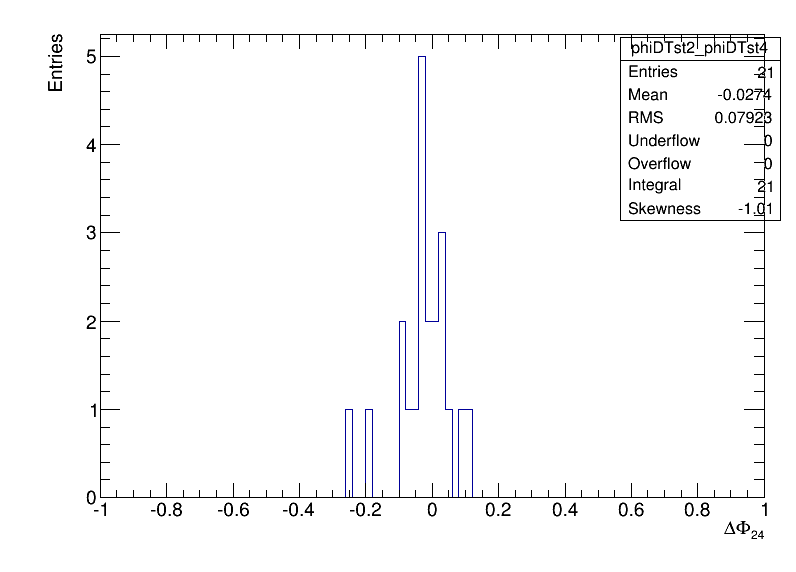 Entries
phiDTst2_phiDTst4
Entries 21
Mean -0.0274
RMS 0.07923
Underflow 0
Overflow 0
Integral 21
Skewness -1.01
5
4
3
2
1
0
-1 -0.8 -0.6 -0.4 -0.2 0 0.2 0.4 0.6 0.8 1
ΔΦ24